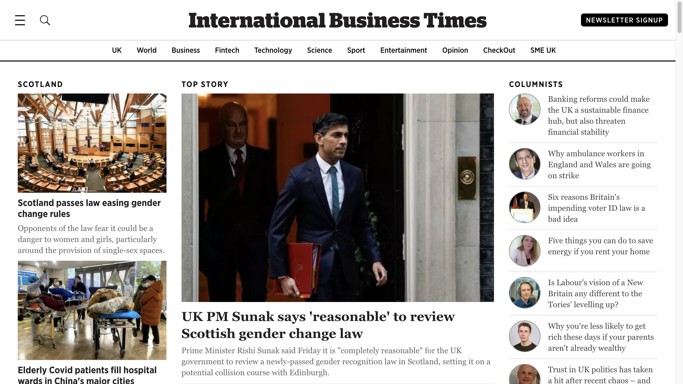 International Business Times
NEWSLETTER SIGNUP
UK World Business Fintech Technology Science Sport Entertainment Opinion CheckOut SME UK
SCOTLAND
Scotland passes law easing gender
change rules
Opponents of the law fear it could be a
danger to women and girls, particularly
around the provision of single-sex spaces.
Elderly Covid patients fill hospital
wards in China's major cities
TOP STORY
UK PM Sunak says 'reasonable' to review
Scottish gender change law
Prime Minister Rishi Sunak said Friday it is "completely reasonable" for the UK
government to review a newly-passed gender recognition law in Scotland, setting it on a
potential collision course with Edinburgh.
COLUMNISTS
Banking reforms could make
the UK a sustainable finance
hub, but also threaten
financial stability
Why ambulance workers in
England and Wales are going
on strike
Six reasons Britain's
impending voter ID law is a
bad idea
Five things you can do to save
energy if you rent your home
Is Labour's vision of a New
Britain any different to the
Tories' levelling up?
Why you're less likely to get
rich these days if your parents
aren't already wealthy
Trust in UK politics has taken
a hit after recent chaos – and